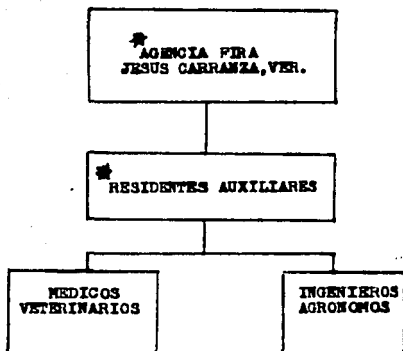 * AGENCIA FIRA
JESUS CARRANZA, VER.
* RESIDENTES AUXILIARES
MEDICOS
VETERINARIOS
INGENIEROS
AGRONOMOS